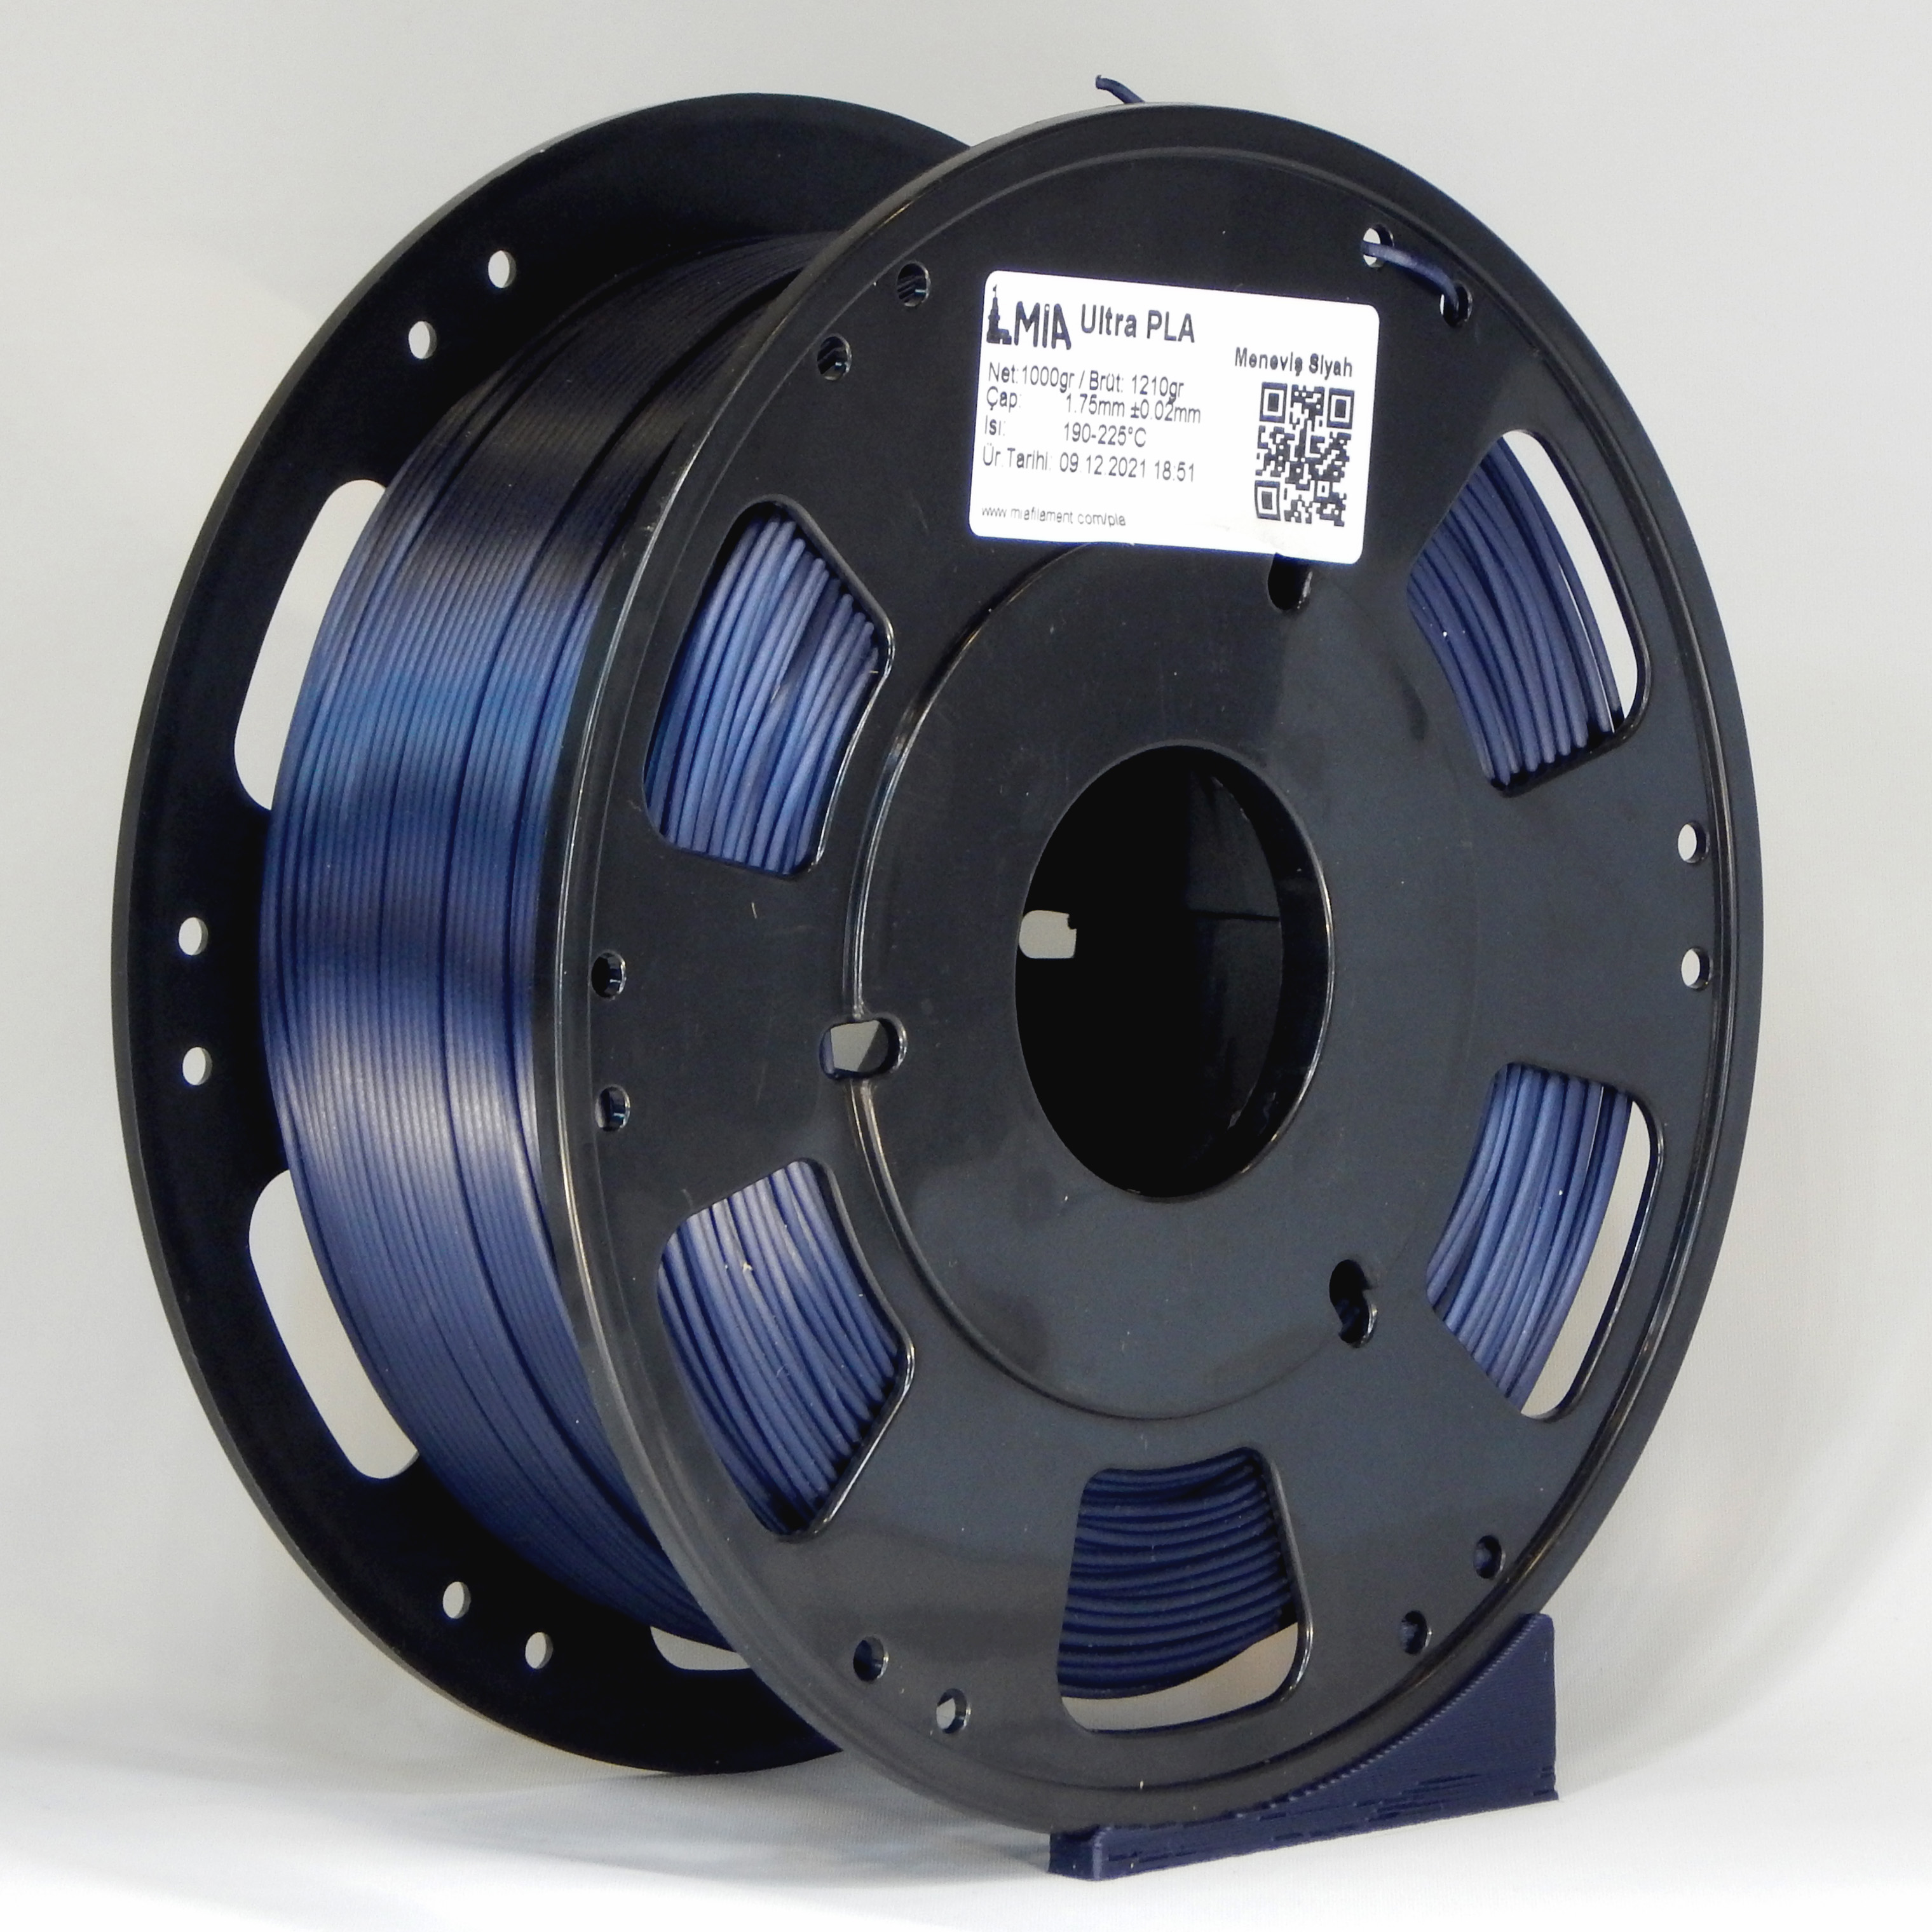 MİA Ultra PLA
Meneviş Siyah
Net:1000gr / Brüt: 1210gr
Çap: 1.75mm ±0.02mm
Isı: 190-225°C
Ür.Tarihi: 09.12.2021 18:51
www.miafilament.com/pla